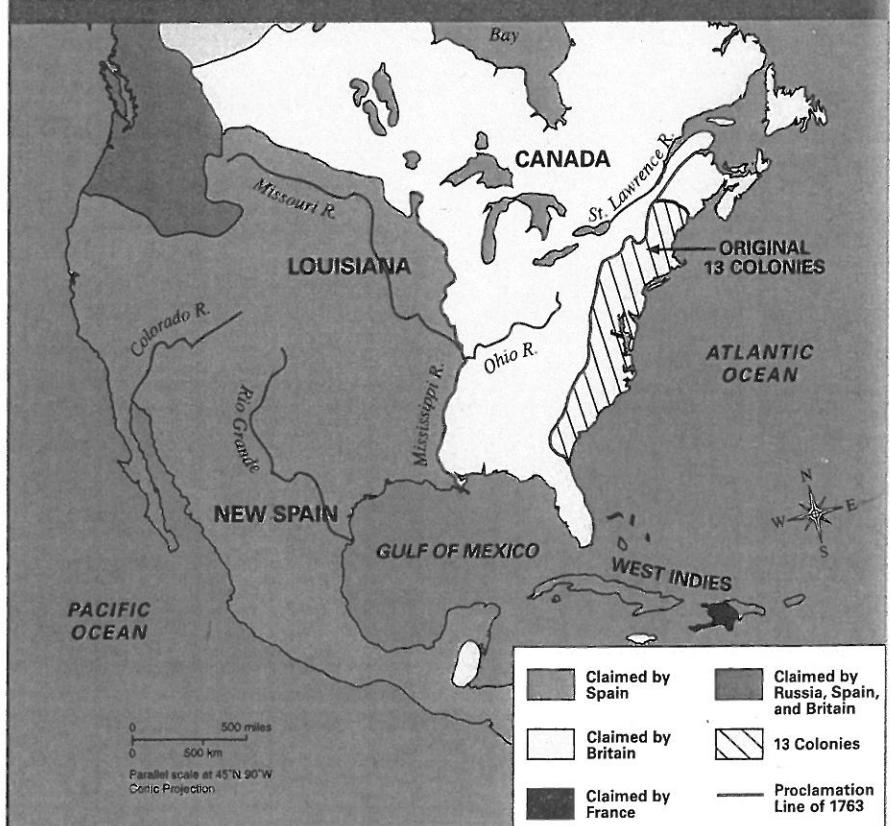 Bay
CANADA
St. Lawrence R.
Missouri R.
ORIGINAL
13 COLONIES
LOUISIANA
Colorado R.
Ohio R.
ATLANTIC
OCEAN
Mississippi R.
Rio Grande
N
W
E
S
NEW SPAIN
GULF OF MEXICO
WEST INDIES
PACIFIC
OCEAN
0 500 miles
0 500 km
Parallel scale at 45°N 90°W
Conic Projection
Claimed by
Spain
Claimed by
Russia, Spain,
and Britain
Claimed by
Britain
13 Colonies
Claimed by
France
Proclamation
Line of 1763